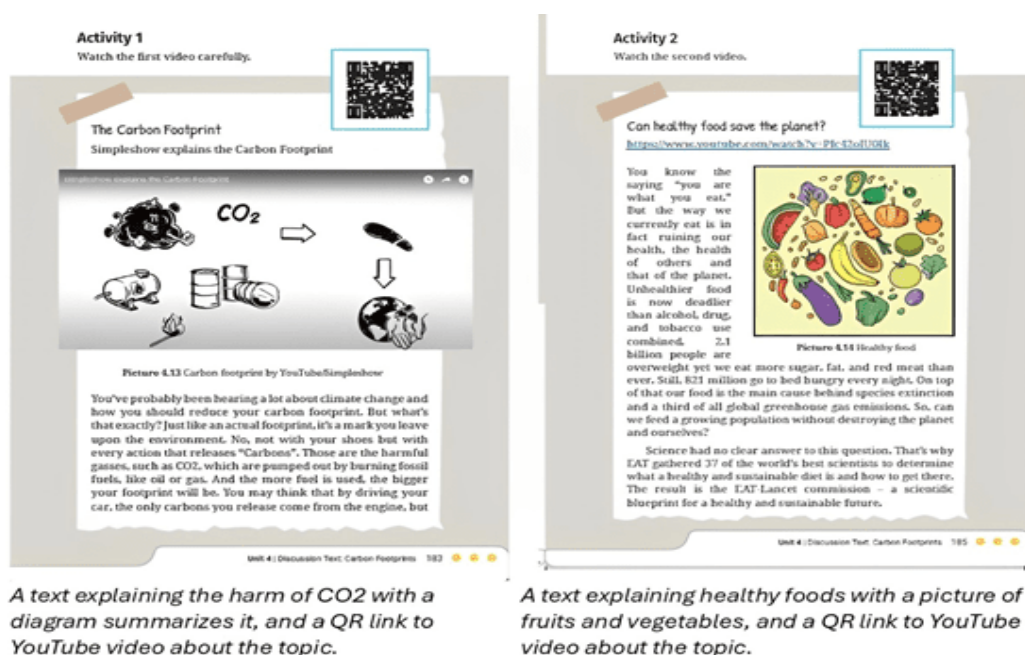 Activity 1
Watch the first video carefully.
The Carbon Footprint
Simpleshow explains the Carbon Footprint
simpleshow explains the Carbon Footprint
CO2
Picture 4.13 Carbon footprint by YouTube/Simpleshow
You've probably been hearing a lot about climate change and
how you should reduce your carbon footprint. But what's
that exactly? Just like an actual footprint, it's a mark you leave
upon the environment. No, not with your shoes but with
every action that releases "Carbons". Those are the harmful
gasses, such as CO2, which are pumped out by burning fossil
fuels, like oil or gas. And the more fuel is used, the bigger
your footprint will be. You may think that by driving your
car, the only carbons you release come from the engine, but
Unit 4 | Discussion Text: Carbon Footprints 183
A text explaining the harm of CO2 with a
diagram summarizes it, and a QR link to
YouTube video about the topic.
Activity 2
Watch the second video.
Can healthy food save the planet?
You know the
saying "you are
what you eat."
But the way we
currently eat is in
fact ruining our
health, the health
of others and
that of the planet.
Unhealthier food
is now deadlier
than alcohol, drug,
and tobacco use
combined. 2.1
billion people are
Picture 4.14 Healthy food
overweight yet we eat more sugar, fat, and red meat than
ever. Still, 821 million go to bed hungry every night. On top
of that our food is the main cause behind species extinction
and a third of all global greenhouse gas emissions. So, can
we feed a growing population without destroying the planet
and ourselves?
Science had no clear answer to this question. That's why
EAT gathered 37 of the world's best scientists to determine
what a healthy and sustainable diet is and how to get there.
The result is the EAT-Lancet commission – a scientific
blueprint for a healthy and sustainable future.
Unit 4 | Discussion Text: Carbon Footprints 185
A text explaining healthy foods with a picture of
fruits and vegetables, and a QR link to YouTube
video about the topic.